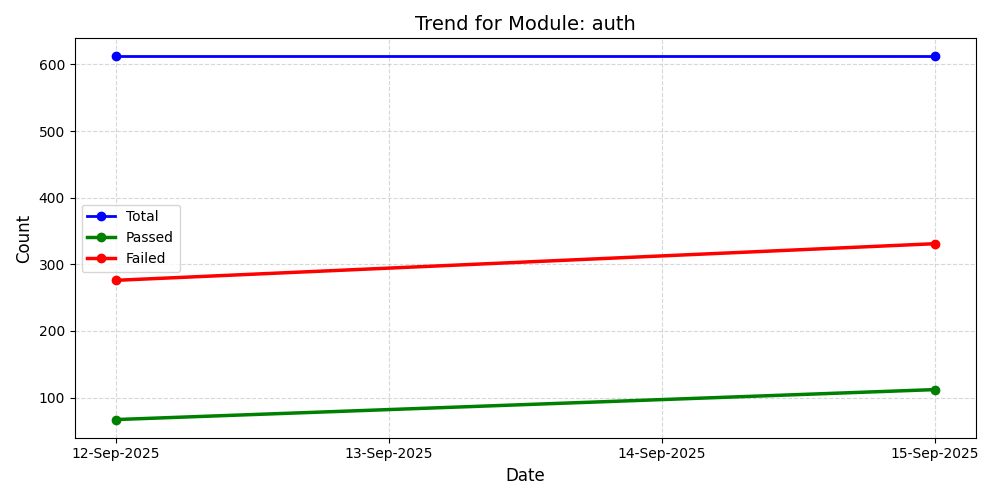 Trend for Module: auth
600
500
400
300
200
100
Count
Total
Passed
Failed
12-Sep-2025 13-Sep-2025 14-Sep-2025 15-Sep-2025
Date